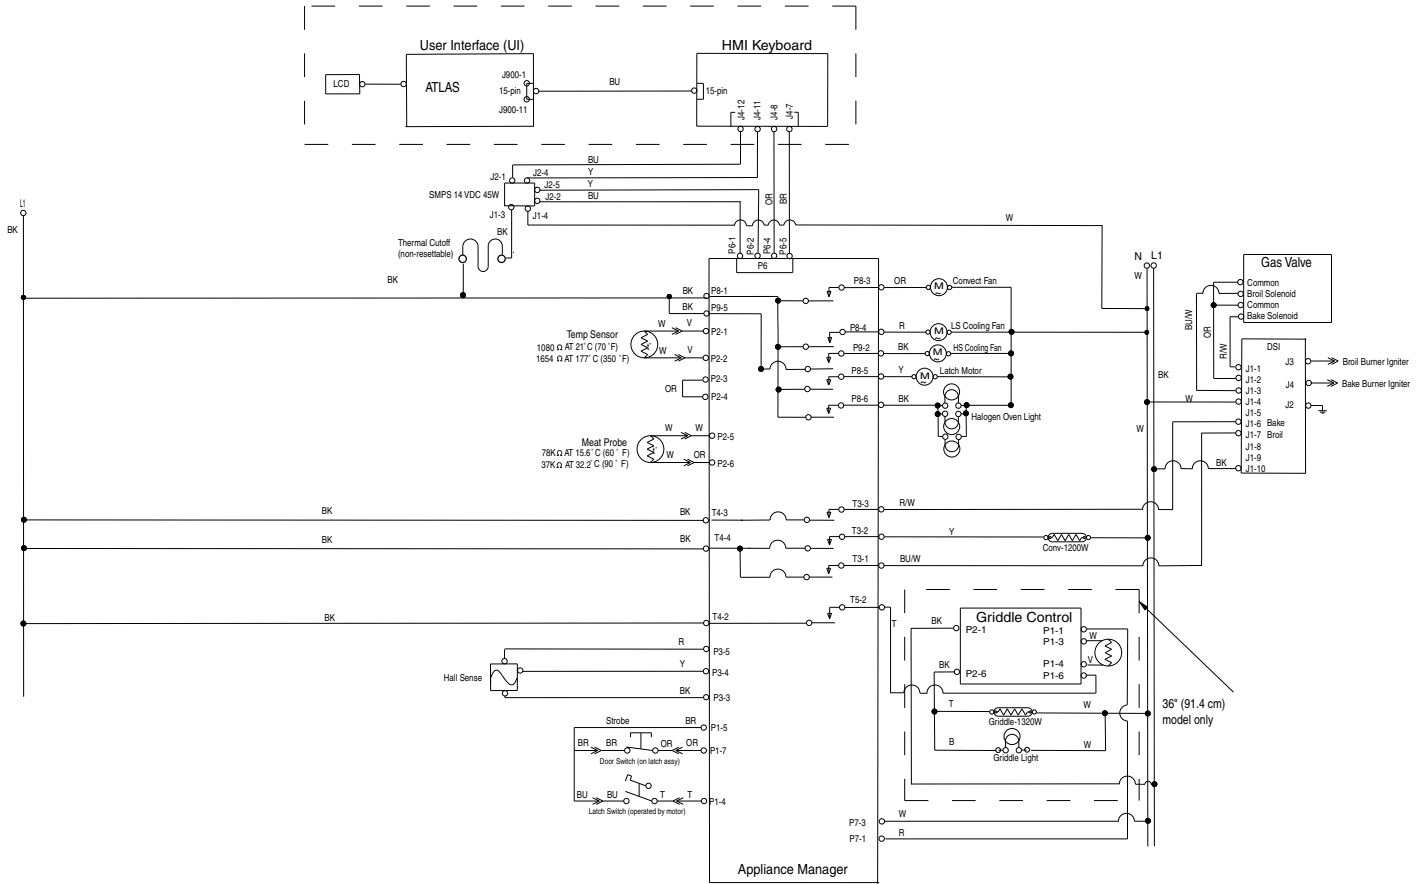 User Interface (UI)
HMI Keyboard
LCD
ATLAS
J900-1
15-pin
J900-11
BU
15-pin
J4-12
J4-11
J4-8
J4-7
BU
J2-1
J2-4
Y
J2-5
Y
SMPS 14 VDC 45W
J2-2
BU
OR
BR
J1-3
J1-4
W
L1
BK
BK
Thermal Cutoff
(non-resettable)
P6-1
P6-2
P6-4
P6-5
P6
BK
N
L1
W
Gas Valve
Common
Broil Solenoid
Common
Bake Solenoid
BK
P8-1
P8-3
OR
M
Convect Fan
BK
P9-5
Temp Sensor
1080 Ω AT 21˚C (70 ˚F)
1654 Ω AT 177˚C (350 ˚F)
W
V
P2-1
W
V
P2-2
P8-4
R
M
LS Cooling Fan
P9-2
BK
M
HS Cooling Fan
P8-5
Y
M
Latch Motor
P2-3
OR
P2-4
P8-6
BK
Halogen Oven Light
BU/W
OR
R/W
BK
W
W
DSI
J3
Broil Burner Igniter
J1-1
J1-2
J4
Bake Burner Igniter
J1-3
J1-4
J2
J1-5
J1-6 Bake
J1-7 Broil
J1-8
J1-9
BK
J1-10
Meat Probe
78KΩ AT 15.6˚C (60 ˚F)
37KΩ AT 32.2˚C (90 ˚F)
W
W
P2-5
W
OR
P2-6
BK
BK
T4-3
T3-3
R/W
BK
BK
T4-4
T3-2
Y
Conv-1200W
T3-1
BU/W
BK
T4-2
T5-2
T
Griddle Control
BK
P2-1
P1-1
P1-3
W
P1-4
V
BK
P2-6
P1-6
R
P3-5
Hall Sense
Y
P3-4
BK
P3-3
T
W
Griddle-1320W
B
W
Griddle Light
36" (91.4 cm)
model only
Strobe
BR
P1-5
BR
BR
OR
OR
P1-7
Door Switch (on latch assy)
BU
BU
T
T
P1-4
Latch Switch (operated by motor)
P7-3
W
P7-1
R
Appliance Manager